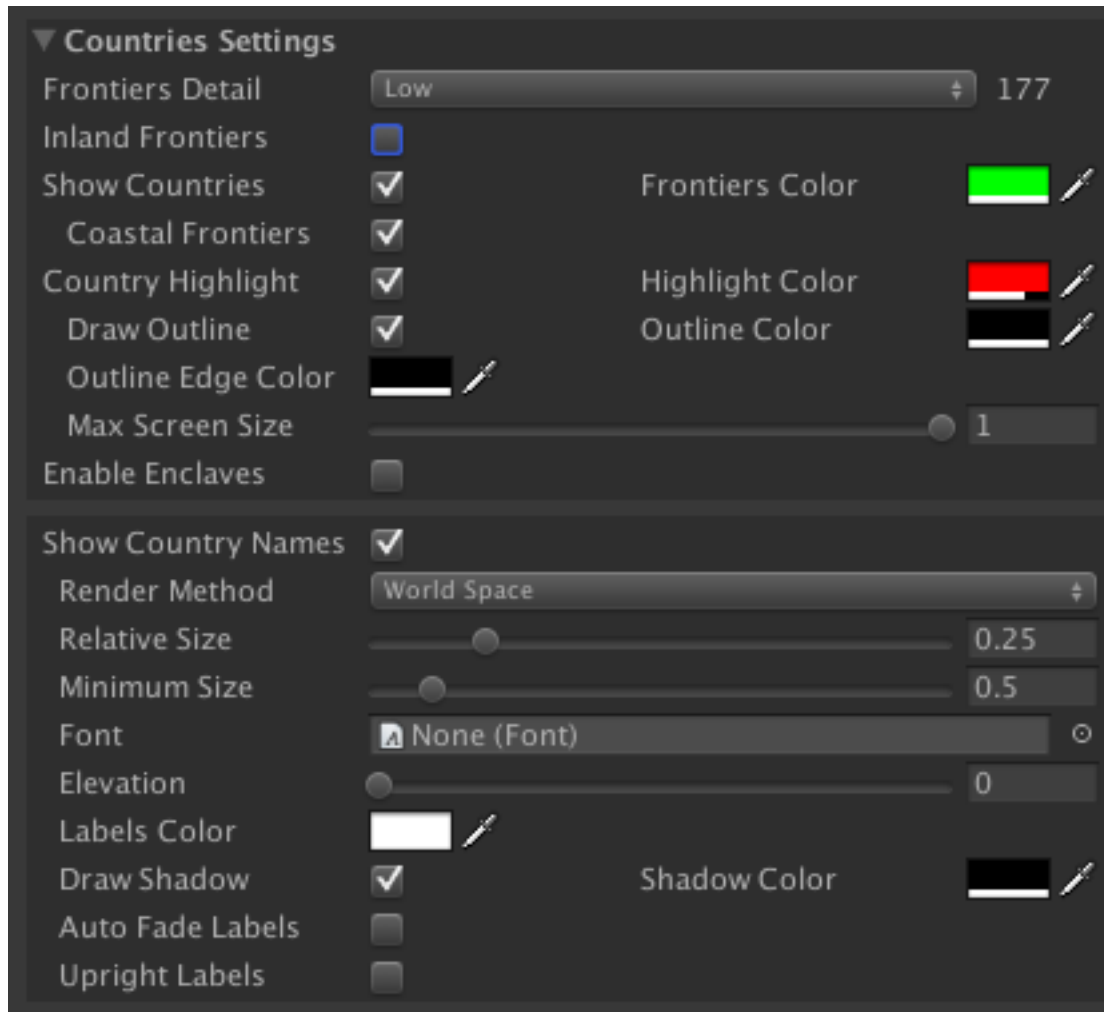 Countries Settings
Frontiers Detail Low 177
Inland Frontiers
Show Countries Frontiers Color
Coastal Frontiers
Country Highlight Highlight Color
Draw Outline Outline Color
Outline Edge Color
Max Screen Size 1
Enable Enclaves
Show Country Names
Render Method World Space
Relative Size 0.25
Minimum Size 0.5
Font None (Font)
Elevation 0
Labels Color
Draw Shadow Shadow Color
Auto Fade Labels
Upright Labels